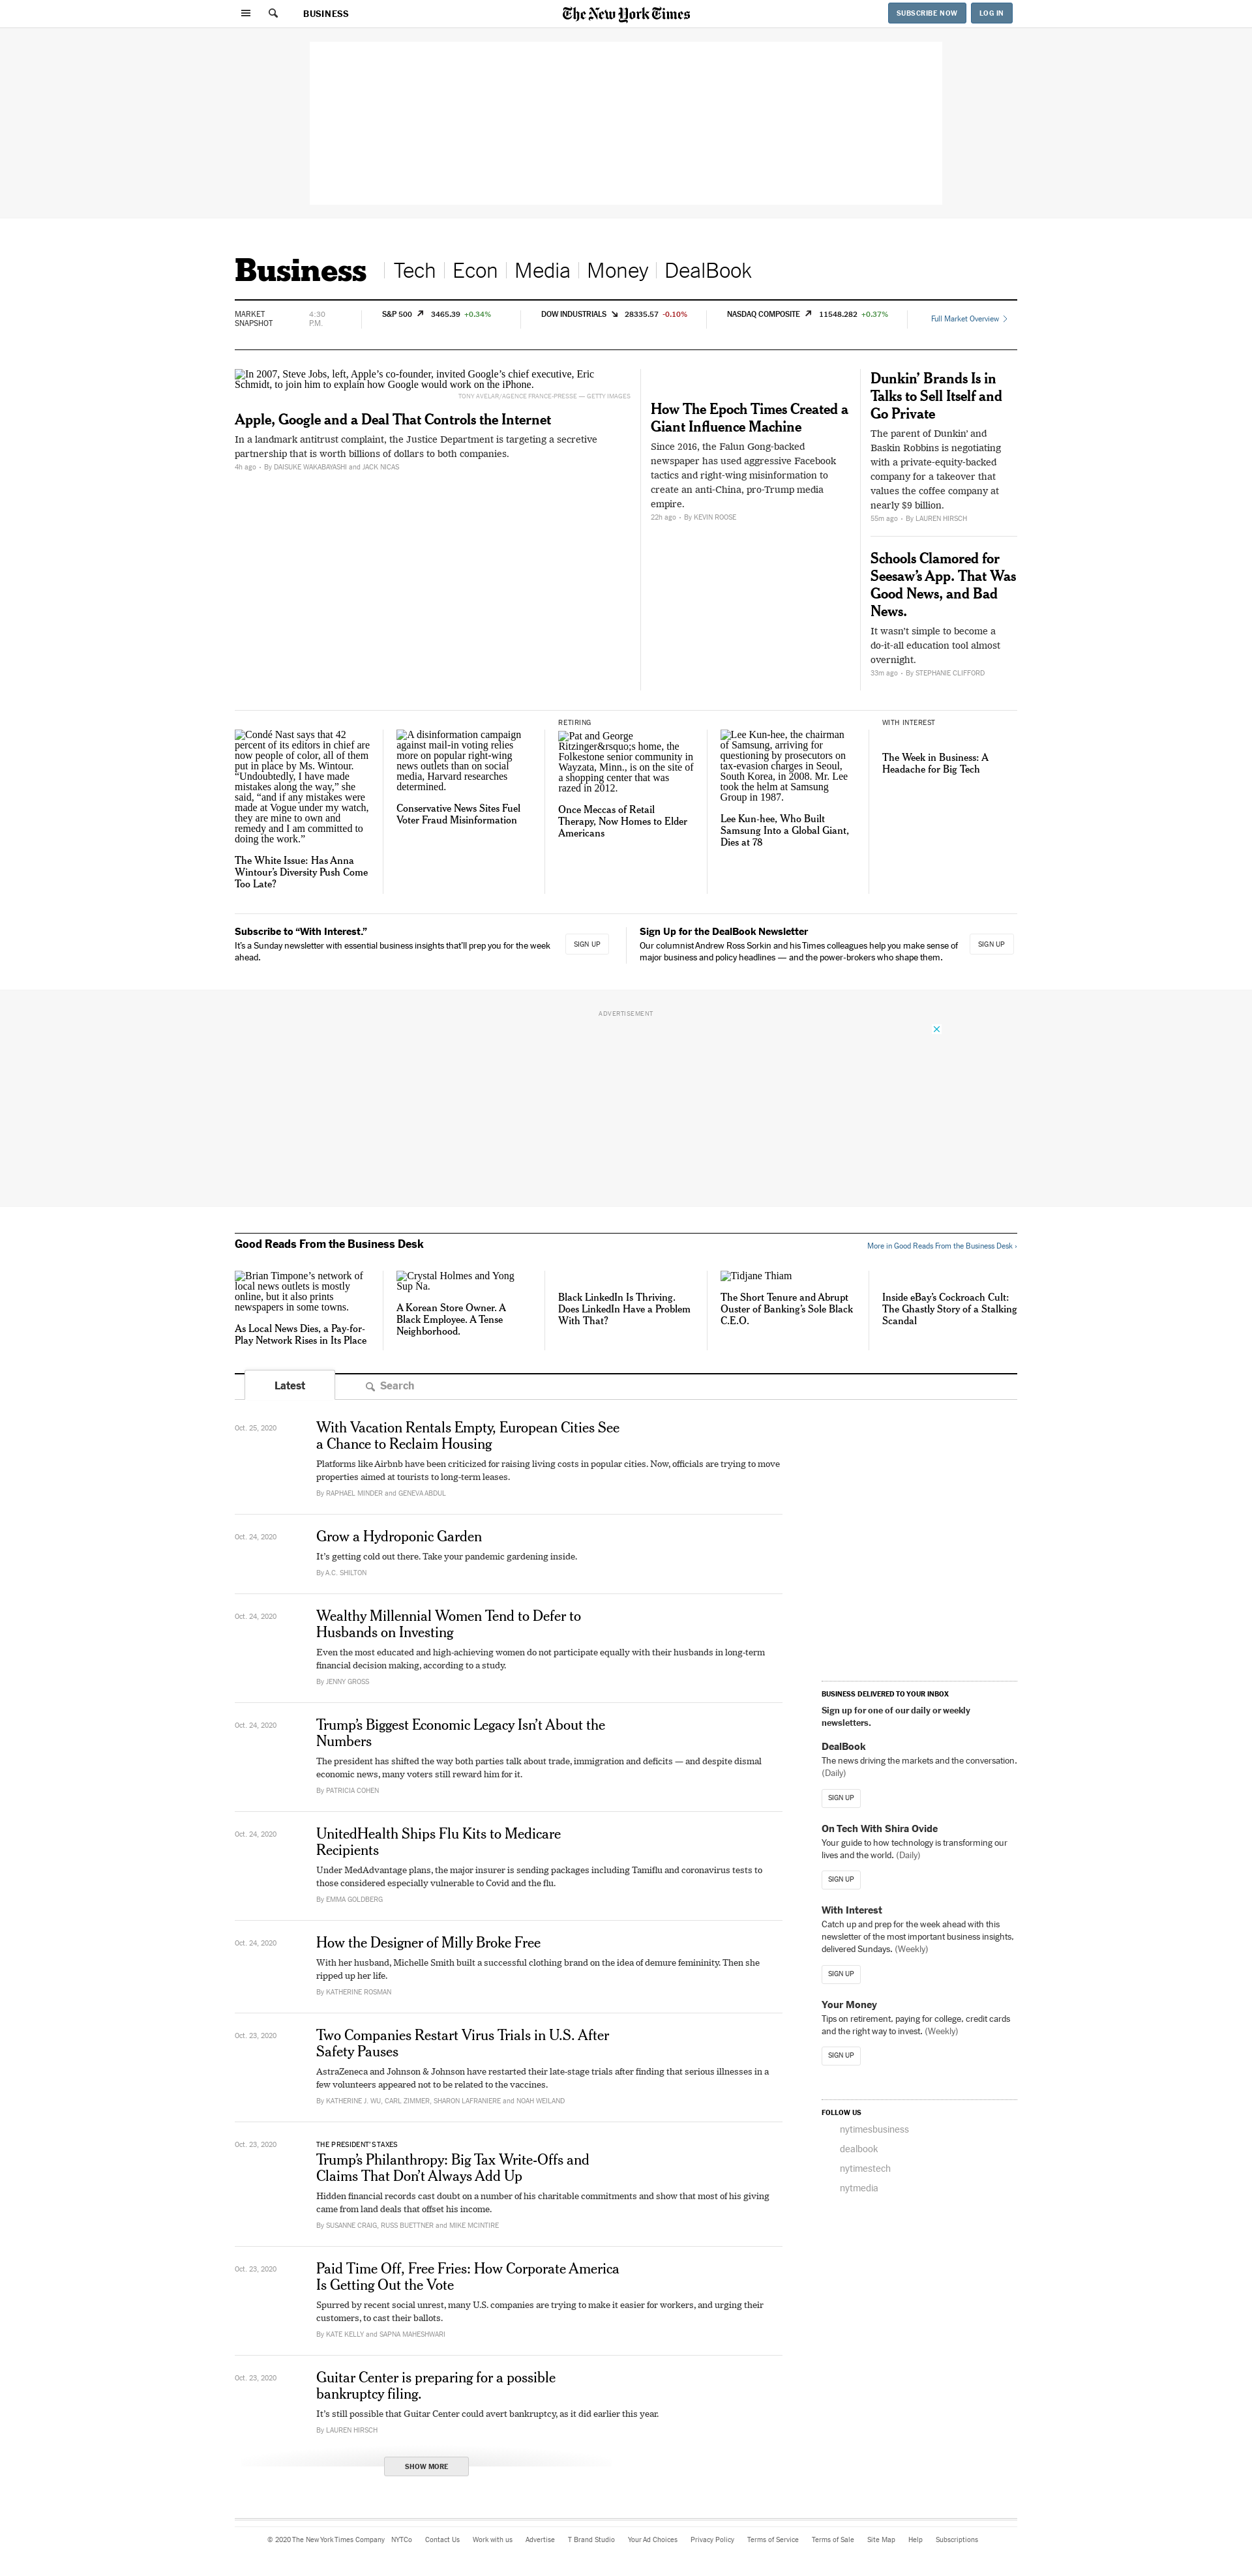 BUSINESS
The New York Times
SUBSCRIBE NOW
LOG IN
Business
Tech
Econ
Media
Money
DealBook
MARKET
SNAPSHOT
4:30
P.M.
S&P 500 3465.39 +0.34%
DOW INDUSTRIALS 28335.57 -0.10%
NASDAQ COMPOSITE 11548.282 +0.37%
Full Market Overview
In 2007, Steve Jobs, left, Apple’s co-founder, invited Google’s chief executive, Eric
Schmidt, to join him to explain how Google would work on the iPhone.
TONY AVELAR/AGENCE FRANCE-PRESSE — GETTY IMAGES
Apple, Google and a Deal That Controls the Internet
In a landmark antitrust complaint, the Justice Department is targeting a secretive
partnership that is worth billions of dollars to both companies.
4h ago • By DAISUKE WAKABAYASHI and JACK NICAS
How The Epoch Times Created a
Giant Influence Machine
Since 2016, the Falun Gong-backed
newspaper has used aggressive Facebook
tactics and right-wing misinformation to
create an anti-China, pro-Trump media
empire.
22h ago • By KEVIN ROOSE
Dunkin’ Brands Is in
Talks to Sell Itself and
Go Private
The parent of Dunkin’ and
Baskin Robbins is negotiating
with a private-equity-backed
company for a takeover that
values the coffee company at
nearly $9 billion.
55m ago • By LAUREN HIRSCH
Schools Clamored for
Seesaw’s App. That Was
Good News, and Bad
News.
It wasn’t simple to become a
do-it-all education tool almost
overnight.
33m ago • By STEPHANIE CLIFFORD
Condé Nast says that 42
percent of its editors in chief are
now people of color, all of them
put in place by Ms. Wintour.
“Undoubtedly, I have made
mistakes along the way,” she
said, “and if any mistakes were
made at Vogue under my watch,
they are mine to own and
remedy and I am committed to
doing the work.”
The White Issue: Has Anna
Wintour’s Diversity Push Come
Too Late?
A disinformation campaign
against mail-in voting relies
more on popular right-wing
news outlets than on social
media, Harvard researches
determined.
Conservative News Sites Fuel
Voter Fraud Misinformation
RETIRING
Pat and George
Ritzinger&rsquo;s home, the
Folkestone senior community in
Wayzata, Minn., is on the site of
a shopping center that was
razed in 2012.
Once Meccas of Retail
Therapy, Now Homes to Elder
Americans
Lee Kun-hee, the chairman
of Samsung, arriving for
questioning by prosecutors on
tax-evasion charges in Seoul,
South Korea, in 2008. Mr. Lee
took the helm at Samsung
Group in 1987.
Lee Kun-hee, Who Built
Samsung Into a Global Giant,
Dies at 78
WITH INTEREST
The Week in Business: A
Headache for Big Tech
Subscribe to “With Interest.”
It’s a Sunday newsletter with essential business insights that’ll prep you for the week
ahead.
SIGN UP
Sign Up for the DealBook Newsletter
Our columnist Andrew Ross Sorkin and his Times colleagues help you make sense of
major business and policy headlines — and the power-brokers who shape them.
SIGN UP
ADVERTISEMENT
Good Reads From the Business Desk
More in Good Reads From the Business Desk ›
Brian Timpone’s network of
local news outlets is mostly
online, but it also prints
newspapers in some towns.
As Local News Dies, a Pay-for-
Play Network Rises in Its Place
Crystal Holmes and Yong
Sup Na.
A Korean Store Owner. A
Black Employee. A Tense
Neighborhood.
Black LinkedIn Is Thriving.
Does LinkedIn Have a Problem
With That?
Tidjane Thiam
The Short Tenure and Abrupt
Ouster of Banking’s Sole Black
C.E.O.
Inside eBay’s Cockroach Cult:
The Ghastly Story of a Stalking
Scandal
Latest
Search
Oct. 25, 2020
With Vacation Rentals Empty, European Cities See
a Chance to Reclaim Housing
Platforms like Airbnb have been criticized for raising living costs in popular cities. Now, officials are trying to move
properties aimed at tourists to long-term leases.
By RAPHAEL MINDER and GENEVA ABDUL
Oct. 24, 2020
Grow a Hydroponic Garden
It’s getting cold out there. Take your pandemic gardening inside.
By A.C. SHILTON
Oct. 24, 2020
Wealthy Millennial Women Tend to Defer to
Husbands on Investing
Even the most educated and high-achieving women do not participate equally with their husbands in long-term
financial decision making, according to a study.
By JENNY GROSS
Oct. 24, 2020
Trump’s Biggest Economic Legacy Isn’t About the
Numbers
The president has shifted the way both parties talk about trade, immigration and deficits — and despite dismal
economic news, many voters still reward him for it.
By PATRICIA COHEN
Oct. 24, 2020
UnitedHealth Ships Flu Kits to Medicare
Recipients
Under MedAdvantage plans, the major insurer is sending packages including Tamiflu and coronavirus tests to
those considered especially vulnerable to Covid and the flu.
By EMMA GOLDBERG
Oct. 24, 2020
How the Designer of Milly Broke Free
With her husband, Michelle Smith built a successful clothing brand on the idea of demure femininity. Then she
ripped up her life.
By KATHERINE ROSMAN
Oct. 23, 2020
Two Companies Restart Virus Trials in U.S. After
Safety Pauses
AstraZeneca and Johnson & Johnson have restarted their late-stage trials after finding that serious illnesses in a
few volunteers appeared not to be related to the vaccines.
By KATHERINE J. WU, CARL ZIMMER, SHARON LAFRANIERE and NOAH WEILAND
Oct. 23, 2020
THE PRESIDENT’S TAXES
Trump’s Philanthropy: Big Tax Write-Offs and
Claims That Don’t Always Add Up
Hidden financial records cast doubt on a number of his charitable commitments and show that most of his giving
came from land deals that offset his income.
By SUSANNE CRAIG, RUSS BUETTNER and MIKE MCINTIRE
Oct. 23, 2020
Paid Time Off, Free Fries: How Corporate America
Is Getting Out the Vote
Spurred by recent social unrest, many U.S. companies are trying to make it easier for workers, and urging their
customers, to cast their ballots.
By KATE KELLY and SAPNA MAHESHWARI
Oct. 23, 2020
Guitar Center is preparing for a possible
bankruptcy filing.
It’s still possible that Guitar Center could avert bankruptcy, as it did earlier this year.
By LAUREN HIRSCH
SHOW MORE
BUSINESS DELIVERED TO YOUR INBOX
Sign up for one of our daily or weekly
newsletters.
DealBook
The news driving the markets and the conversation.
(Daily)
SIGN UP
On Tech With Shira Ovide
Your guide to how technology is transforming our
lives and the world. (Daily)
SIGN UP
With Interest
Catch up and prep for the week ahead with this
newsletter of the most important business insights,
delivered Sundays. (Weekly)
SIGN UP
Your Money
Tips on retirement, paying for college, credit cards
and the right way to invest. (Weekly)
SIGN UP
FOLLOW US
nytimesbusiness
dealbook
nytimestech
nytmedia
© 2020 The New York Times Company NYTCo Contact Us Work with us Advertise T Brand Studio Your Ad Choices Privacy Policy Terms of Service Terms of Sale Site Map Help Subscriptions